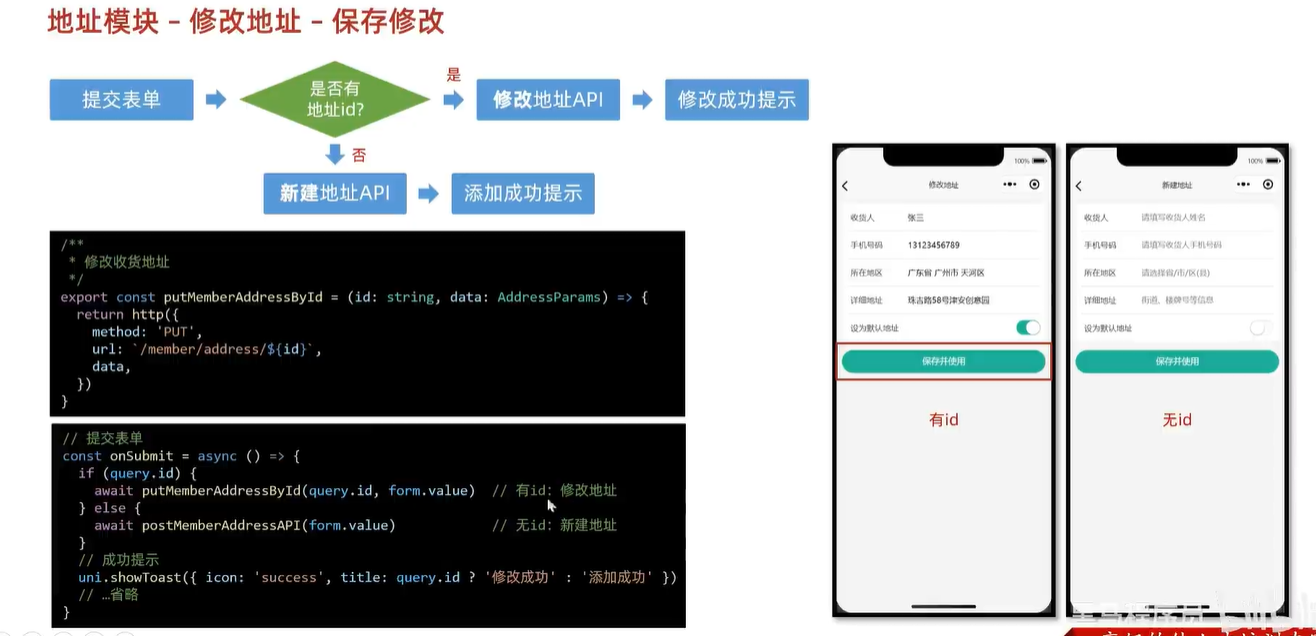 地址模块 – 修改地址 – 保存修改
提交表单
是否有
地址id?
是
修改地址API
修改成功提示
否
新建地址API
添加成功提示
/**
 * 修改收货地址
 */
export const putMemberAddressById = (id: string, data: AddressParams) => {
  return http({
    method: 'PUT',
    url: `/member/address/${id}`,
    data,
  })
}
// 提交表单
const onSubmit = async () => {
  if (query.id) {
    await putMemberAddressById(query.id, form.value)  // 有id: 修改地址
  } else {
    await postMemberAddressAPI(form.value)            // 无id: 新建地址
  }
  // 成功提示
  uni.showToast({ icon: 'success', title: query.id ? '修改成功' : '添加成功' })
  // …省略
}
100%
修改地址
收货人 张三
手机号码 13123456789
所在地区 广东省 广州市 天河区
详细地址 珠吉路58号津安创意园
设为默认地址
保存并使用
有id
100%
新建地址
收货人 请填写收货人姓名
手机号码 请填写收货人手机号码
所在地区 请选择省/市/区(县)
详细地址 街道、楼牌号等信息
设为默认地址
保存并使用
无id